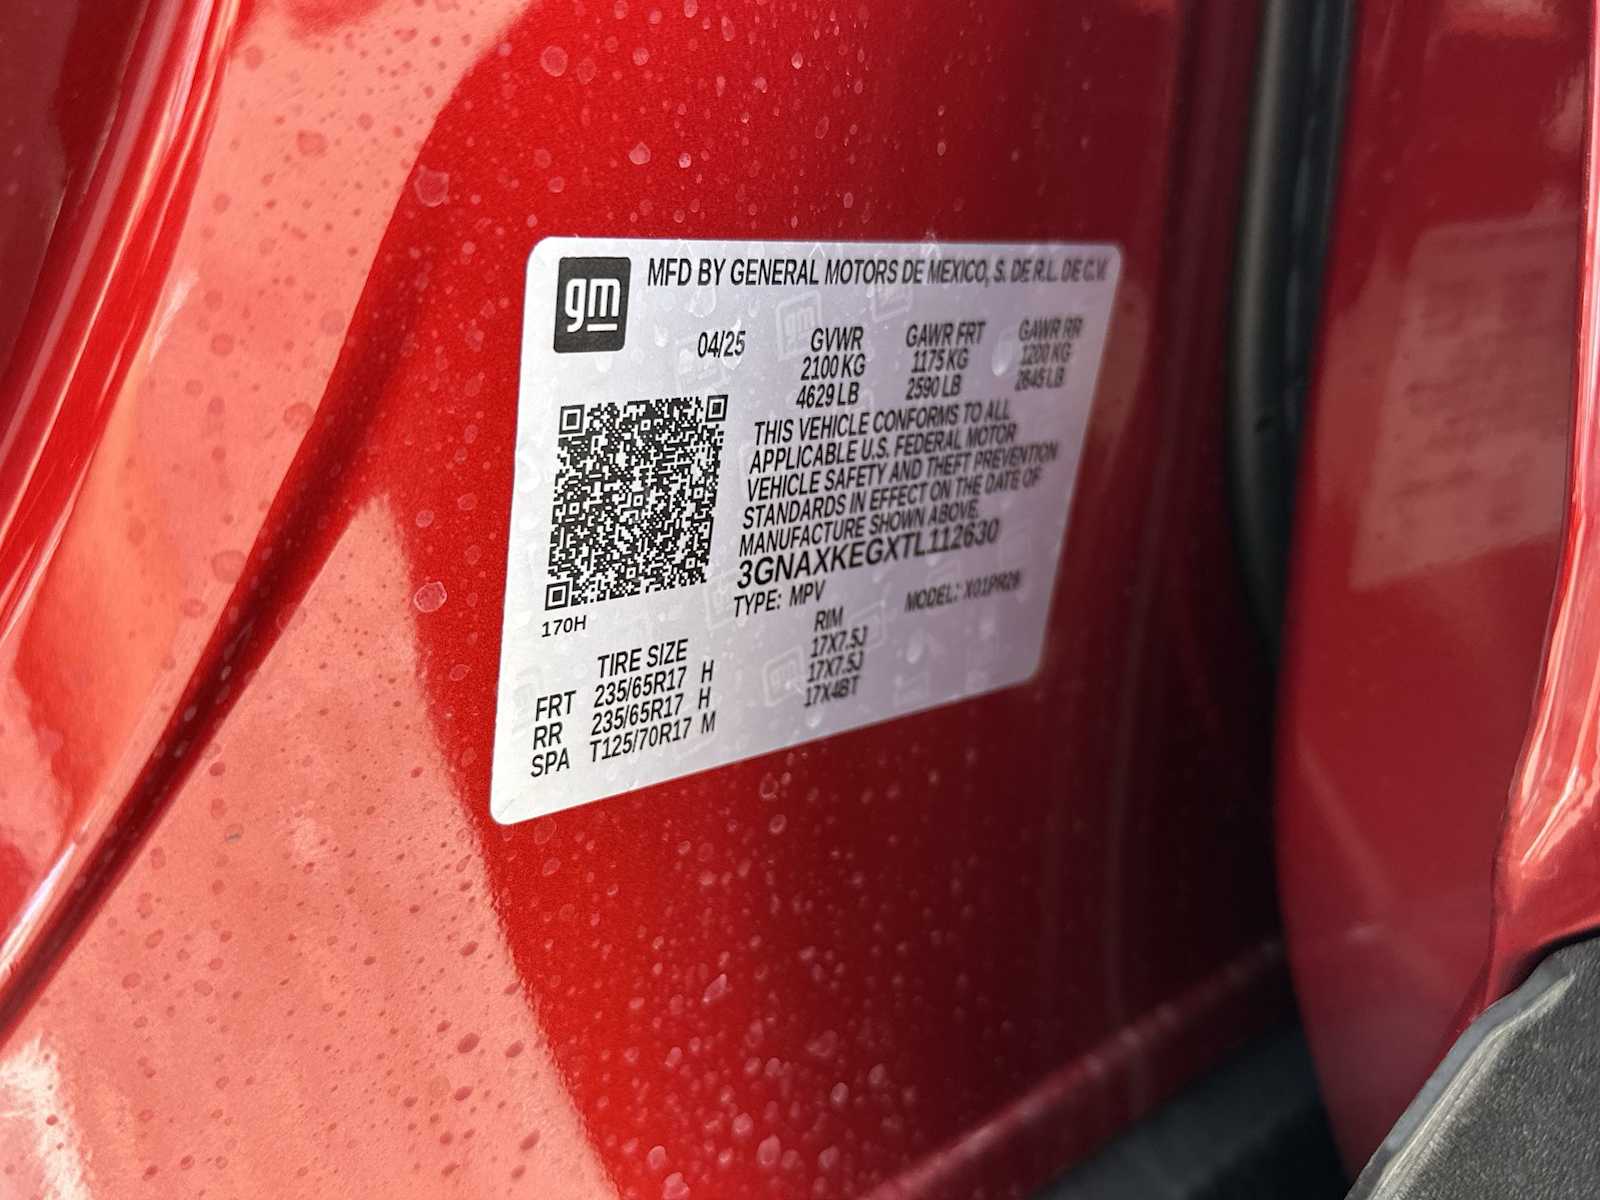 gm
MFD BY GENERAL MOTORS DE MEXICO, S. DE R.L. DE C.V.
04/25 GVWR GAWR FRT GAWR RR
2100 KG 1175 KG 1200 KG
4629 LB 2590 LB 2645 LB
THIS VEHICLE CONFORMS TO ALL
APPLICABLE U.S. FEDERAL MOTOR
VEHICLE SAFETY AND THEFT PREVENTION
STANDARDS IN EFFECT ON THE DATE OF
MANUFACTURE SHOWN ABOVE.
3GNAXKEGXTL112630
TYPE: MPV MODEL: X01PR26
170H
TIRE SIZE RIM
FRT 235/65R17 H 17X7.5J
RR 235/65R17 H 17X7.5J
SPA T125/70R17 M 17X4BT